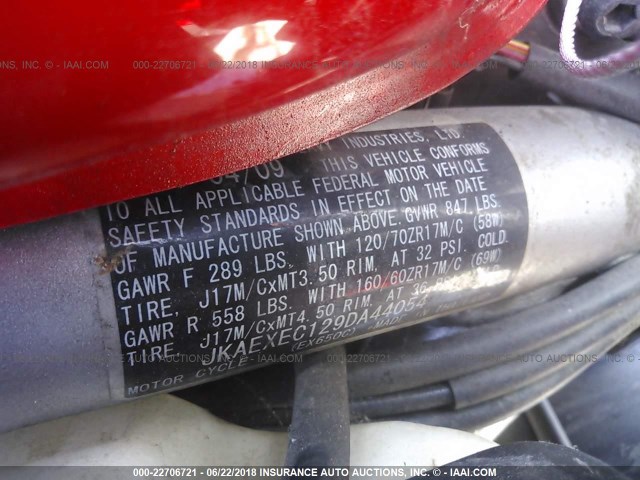 000-22706721 - 06/22/2018 INSURANCE AUTO AUCTIONS, INC. - IAAI.COM
INDUSTRIES, LTD
04/09 THIS VEHICLE CONFORMS
TO ALL APPLICABLE FEDERAL MOTOR VEHICLE
SAFETY STANDARDS IN EFFECT ON THE DATE
OF MANUFACTURE SHOWN ABOVE. GVWR 847 LBS.
GAWR F 289 LBS. WITH 120/70ZR17M/C (58W)
TIRE, J17M/CxMT3.50 RIM, AT 32 PSI. COLD.
GAWR R 558 LBS. WITH 160/60ZR17M/C (69W)
TIRE, J17M/CxMT4.50 RIM, AT 36
JKAEXEC129DA44054
MOTOR CYCLE (EX650C)
000-22706721 - 06/22/2018 INSURANCE AUTO AUCTIONS, INC. - IAAI.COM